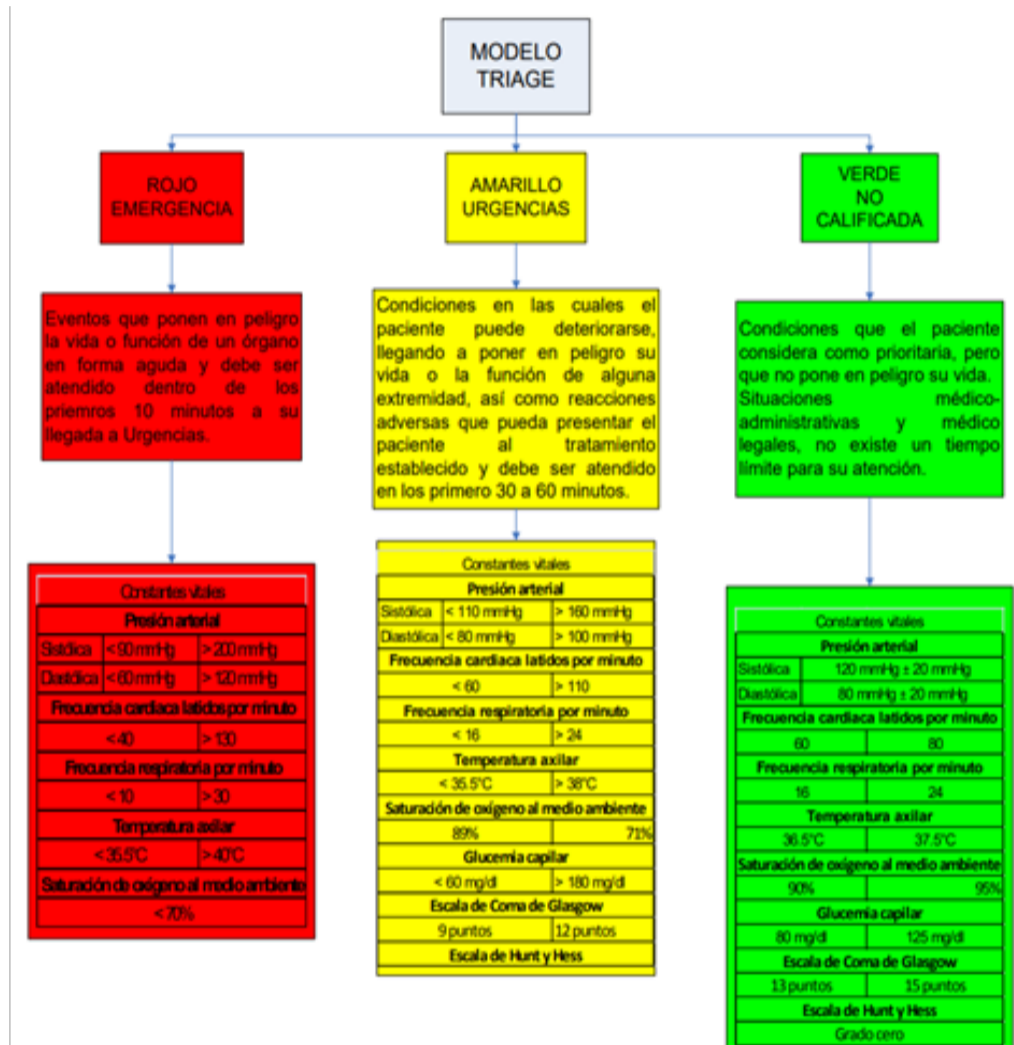 MODELO
TRIAGE
ROJO
EMERGENCIA
AMARILLO
URGENCIAS
VERDE
NO
CALIFICADA
Eventos que ponen en peligro
la vida o función de un órgano
en forma aguda y debe ser
atendido dentro de los
priemros 10 minutos a su
llegada a Urgencias.
Condiciones en las cuales el
paciente puede deteriorarse,
llegando a poner en peligro su
vida o la función de alguna
extremidad, así como reacciones
adversas que pueda presentar el
paciente al tratamiento
establecido y debe ser atendido
en los primero 30 a 60 minutos.
Condiciones que el paciente
considera como prioritaria, pero
que no pone en peligro su vida.
Situaciones médico-
administrativas y médico
legales, no existe un tiempo
límite para su atención.
Constantes vitales
Presión arterial
Sistólica < 90 mmHg > 200 mmHg
Diastólica < 60 mmHg > 120 mmHg
Frecuencia cardiaca latidos por minuto
< 40 > 130
Frecuencia respiratoria por minuto
< 10 > 30
Temperatura axilar
< 35.5°C > 40°C
Saturación de oxígeno al medio ambiente
< 70%
Constantes vitales
Presión arterial
Sistólica < 110 mmHg > 160 mmHg
Diastólica < 80 mmHg > 100 mmHg
Frecuencia cardiaca latidos por minuto
< 60 > 110
Frecuencia respiratoria por minuto
< 16 > 24
Temperatura axilar
< 35.5°C > 38°C
Saturación de oxígeno al medio ambiente
89% 71%
Glucemia capilar
< 60 mg/dl > 180 mg/dl
Escala de Coma de Glasgow
9 puntos 12 puntos
Escala de Hunt y Hess
Constantes vitales
Presión arterial
Sistólica 120 mmHg ± 20 mmHg
Diastólica 80 mmHg ± 20 mmHg
Frecuencia cardiaca latidos por minuto
60 80
Frecuencia respiratoria por minuto
16 24
Temperatura axilar
36.5°C 37.5°C
Saturación de oxígeno al medio ambiente
90% 95%
Glucemia capilar
80 mg/dl 125 mg/dl
Escala de Coma de Glasgow
13 puntos 15 puntos
Escala de Hunt y Hess
Grado cero